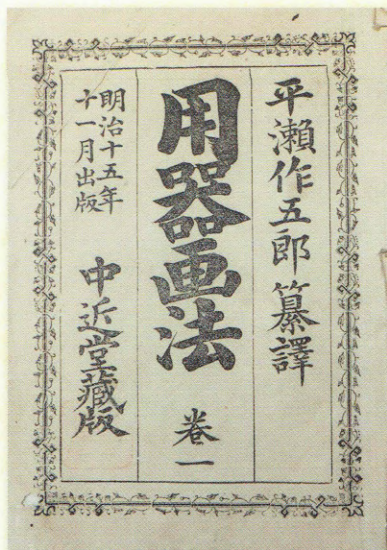 平瀬作五郎纂譯
用器画法 巻一
明治十五年
十一月出版
中近堂藏版